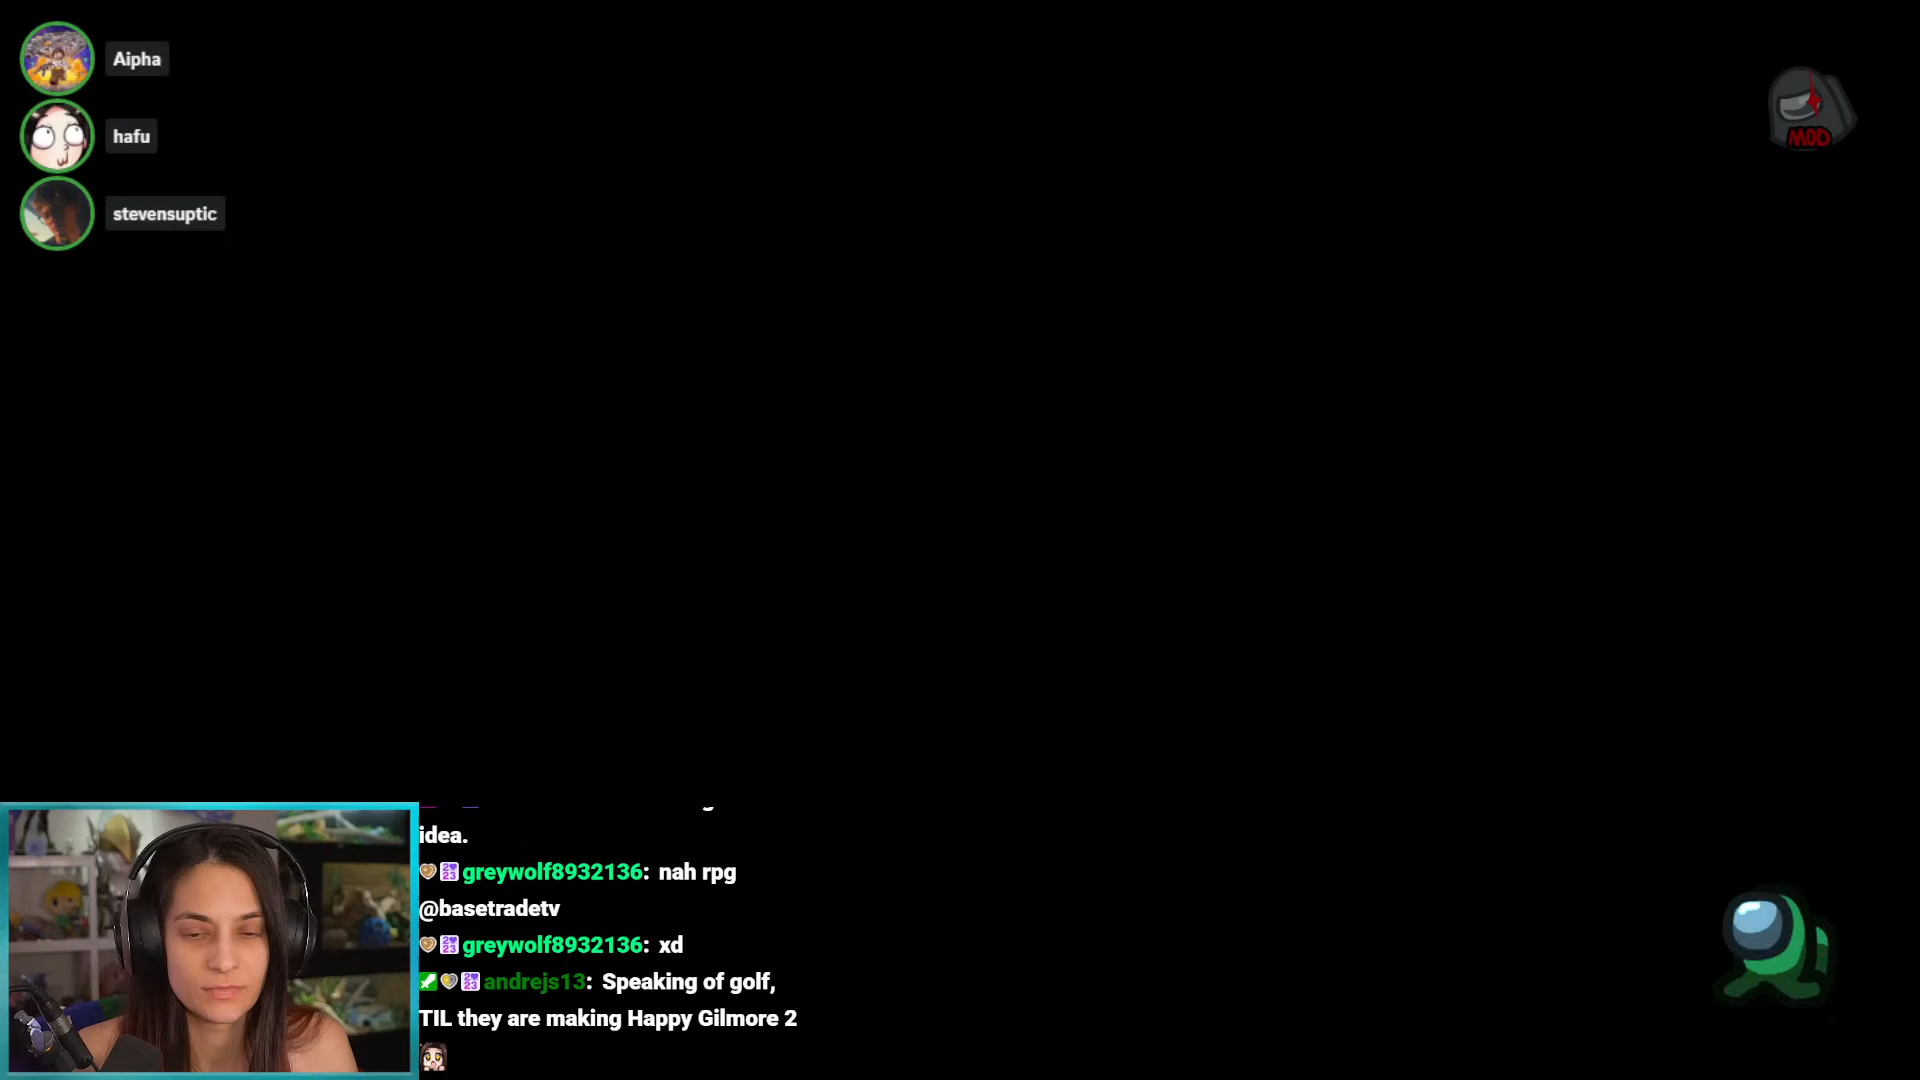 Aipha
hafu
stevensuptic
MOD
idea.
greywolf8932136: nah rpg
@basetradetv
greywolf8932136: xd
andrejs13: Speaking of golf,
TIL they are making Happy Gilmore 2